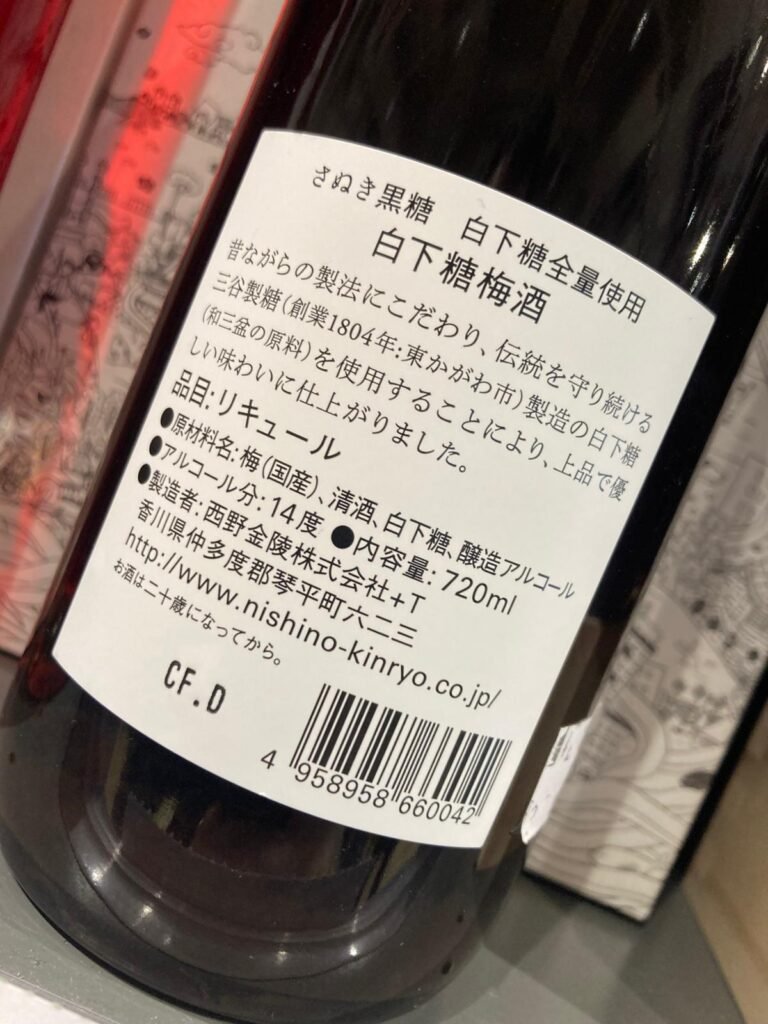 さぬき黒糖　白下糖全量使用
白下糖梅酒
昔ながらの製法にこだわり、伝統を守り続ける
三谷製糖(創業1804年:東かがわ市)製造の白下糖
(和三盆の原料)を使用することにより、上品で優
しい味わいに仕上がりました。
品目:リキュール
●原材料名:梅(国産)、清酒、白下糖、醸造アルコール
●アルコール分:14度 ●内容量:720ml
●製造者:西野金陵株式会社+T
香川県仲多度郡琴平町六二三
http://www.nishino-kinryo.co.jp/
お酒は二十歳になってから。
CF.D
4 958958 660042